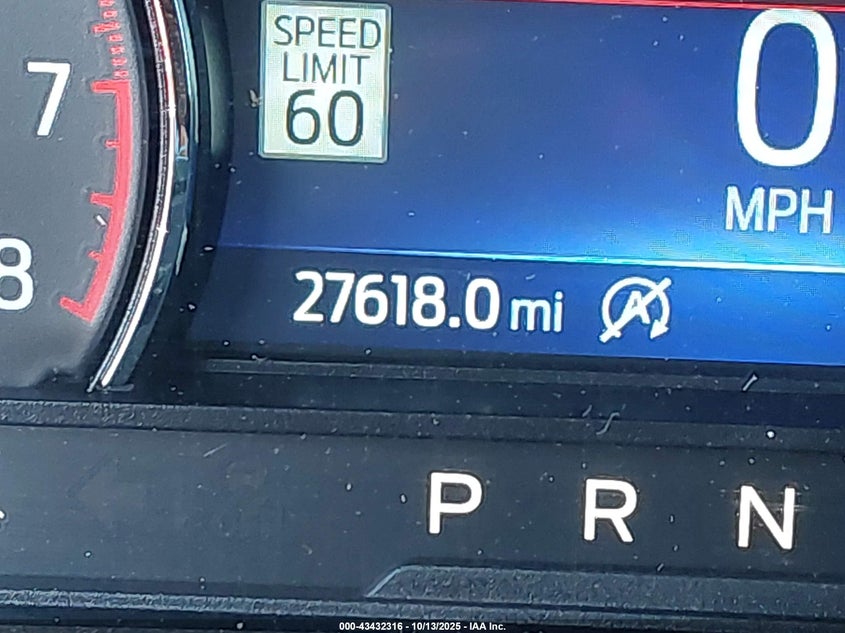 SPEED
LIMIT
60
0
MPH
7
8
27618.0 mi
A
P R N
000-43432316 - 10/13/2025 - IAA Inc.